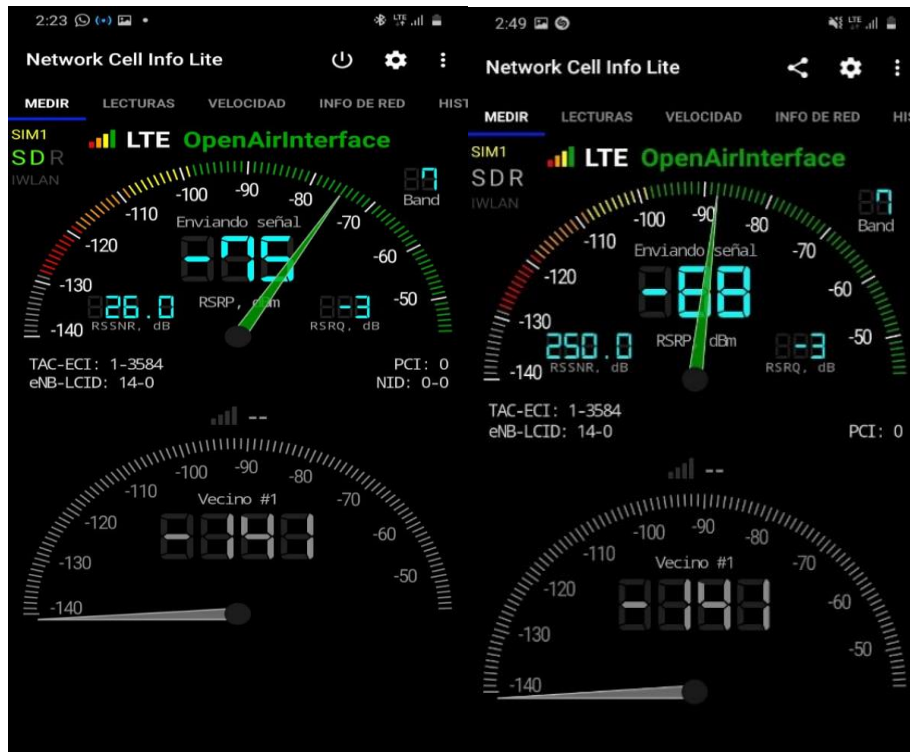 2:23
LTE
Network Cell Info Lite
MEDIR LECTURAS VELOCIDAD INFO DE RED HIST
SIM1
SDR
IWLAN
LTE OpenAirInterface
7
Band
-140 -130 -120 -110 -100 -90 -80 -70 -60 -50
Enviando señal
-75
RSRP, dBm
26.0
RSSNR, dB
-3
RSRQ, dB
TAC-ECI: 1-3584 PCI: 0
eNB-LCID: 14-0 NID: 0-0
--
-140 -130 -120 -110 -100 -90 -80 -70 -60 -50
Vecino #1
-141
2:49
LTE
Network Cell Info Lite
MEDIR LECTURAS VELOCIDAD INFO DE RED HIS
SIM1
SDR
IWLAN
LTE OpenAirInterface
7
Band
-140 -130 -120 -110 -100 -90 -80 -70 -60 -50
Enviando señal
-88
RSRP, dBm
250.0
RSSNR, dB
-3
RSRQ, dB
TAC-ECI: 1-3584
eNB-LCID: 14-0 PCI: 0
--
-140 -130 -120 -110 -100 -90 -80 -70 -60 -50
Vecino #1
-141